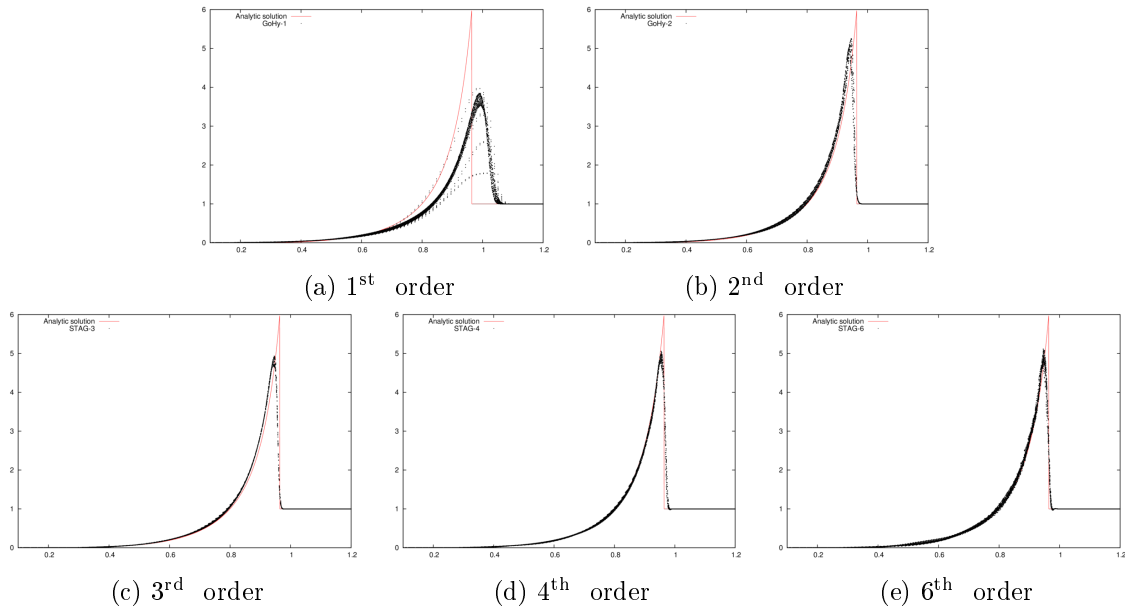 6
5
4
3
2
1
0
Analytic solution
GoHy-1
0.2 0.4 0.6 0.8 1 1.2
(a) 1st order
6
5
4
3
2
1
0
Analytic solution
GoHy-2
0.2 0.4 0.6 0.8 1 1.2
(b) 2nd order
6
5
4
3
2
1
0
Analytic solution
STAG-3
0.2 0.4 0.6 0.8 1 1.2
(c) 3rd order
6
5
4
3
2
1
0
Analytic solution
STAG-4
0.2 0.4 0.6 0.8 1 1.2
(d) 4th order
6
5
4
3
2
1
0
Analytic solution
STAG-6
0.2 0.4 0.6 0.8 1 1.2
(e) 6th order